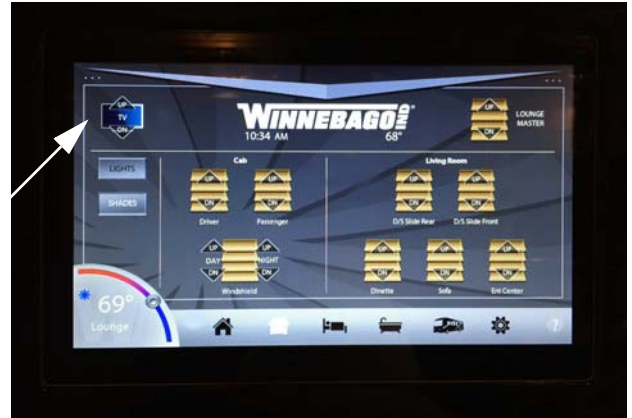 UP
TV
DN
WINNEBAGO IND
10:34 AM 68°
UP
DN
LOUNGE
MASTER
LIGHTS
SHADES
Cab
UP UP
DN DN
Driver Passenger
UP UP
DAY NIGHT
DN DN
Windshield
Living Room
UP UP
DN DN
D/S Slide Rear D/S Slide Front
UP UP UP
DN DN DN
Dinette Sofa Ent Center
69°
Lounge
?